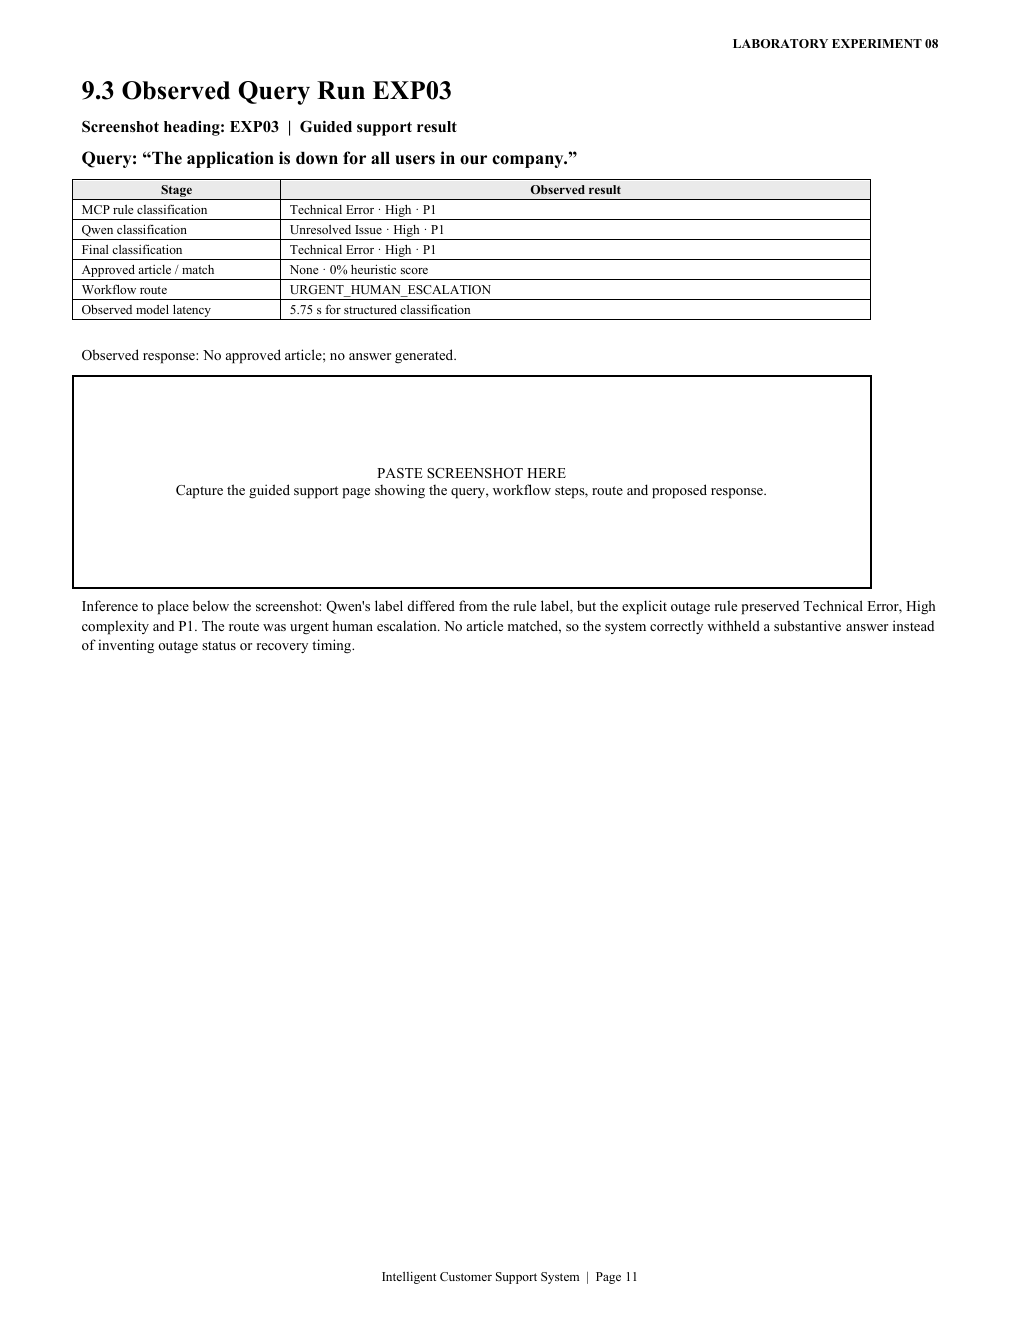 LABORATORY EXPERIMENT 08
9.3 Observed Query Run EXP03
Screenshot heading: EXP03 | Guided support result
Query: “The application is down for all users in our company.”
Stage Observed result
MCP rule classification Technical Error · High · P1
Qwen classification Unresolved Issue · High · P1
Final classification Technical Error · High · P1
Approved article / match None · 0% heuristic score
Workflow route URGENT_HUMAN_ESCALATION
Observed model latency 5.75 s for structured classification
Observed response: No approved article; no answer generated.
PASTE SCREENSHOT HERE
Capture the guided support page showing the query, workflow steps, route and proposed response.
Inference to place below the screenshot: Qwen's label differed from the rule label, but the explicit outage rule preserved Technical Error, High
complexity and P1. The route was urgent human escalation. No article matched, so the system correctly withheld a substantive answer instead
of inventing outage status or recovery timing.
Intelligent Customer Support System | Page 11